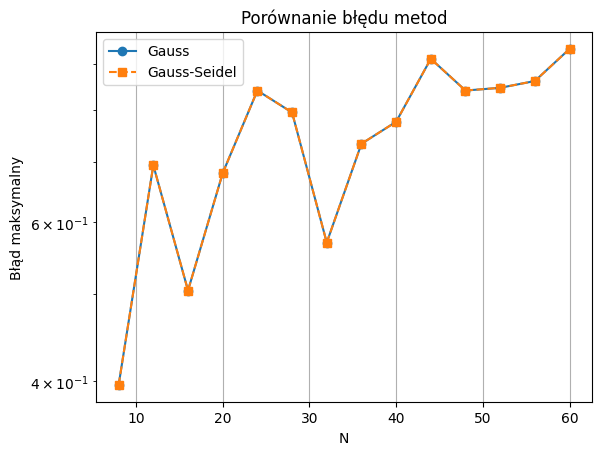 Porównanie błędu metod
Gauss
Gauss-Seidel
Błąd maksymalny
6 × 10⁻¹
4 × 10⁻¹
10 20 30 40 50 60
N